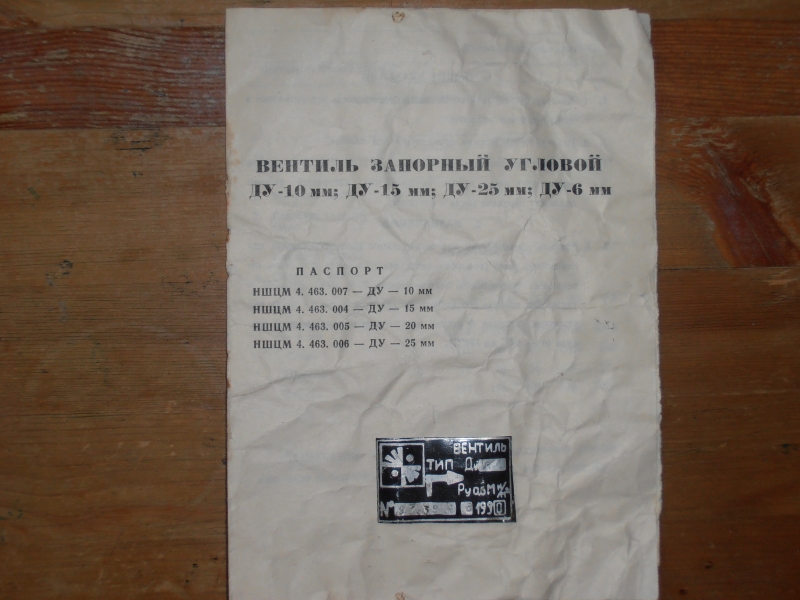 ВЕНТИЛЬ ЗАПОРНЫЙ УГЛОВОЙ
ДУ-10 мм; ДУ-15 мм; ДУ-25 мм; ДУ-6 мм
ПАСПОРТ
НШЦМ 4. 463. 007 — ДУ — 10 мм
НШЦМ 4. 463. 004 — ДУ — 15 мм
НШЦМ 4. 463. 005 — ДУ — 20 мм
НШЦМ 4. 463. 006 — ДУ — 25 мм
ВЕНТИЛЬ
ТИП
№ 1990